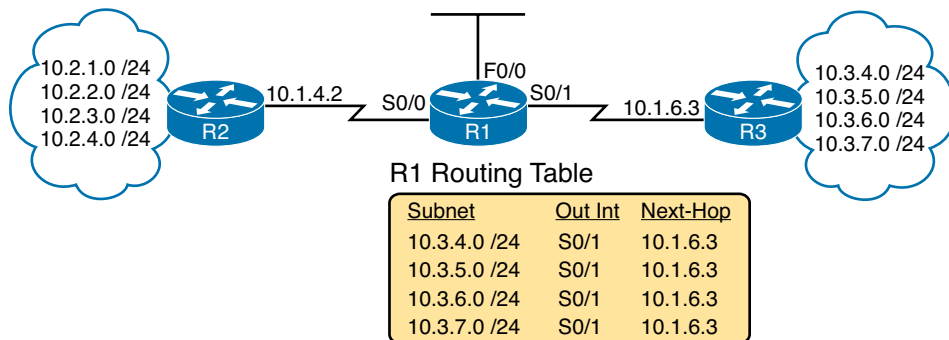 10.2.1.0 /24
10.2.2.0 /24
10.2.3.0 /24
10.2.4.0 /24
R2
10.1.4.2
S0/0
F0/0
S0/1
R1
10.1.6.3
R3
10.3.4.0 /24
10.3.5.0 /24
10.3.6.0 /24
10.3.7.0 /24
R1 Routing Table
Subnet Out Int Next-Hop
10.3.4.0 /24 S0/1 10.1.6.3
10.3.5.0 /24 S0/1 10.1.6.3
10.3.6.0 /24 S0/1 10.1.6.3
10.3.7.0 /24 S0/1 10.1.6.3